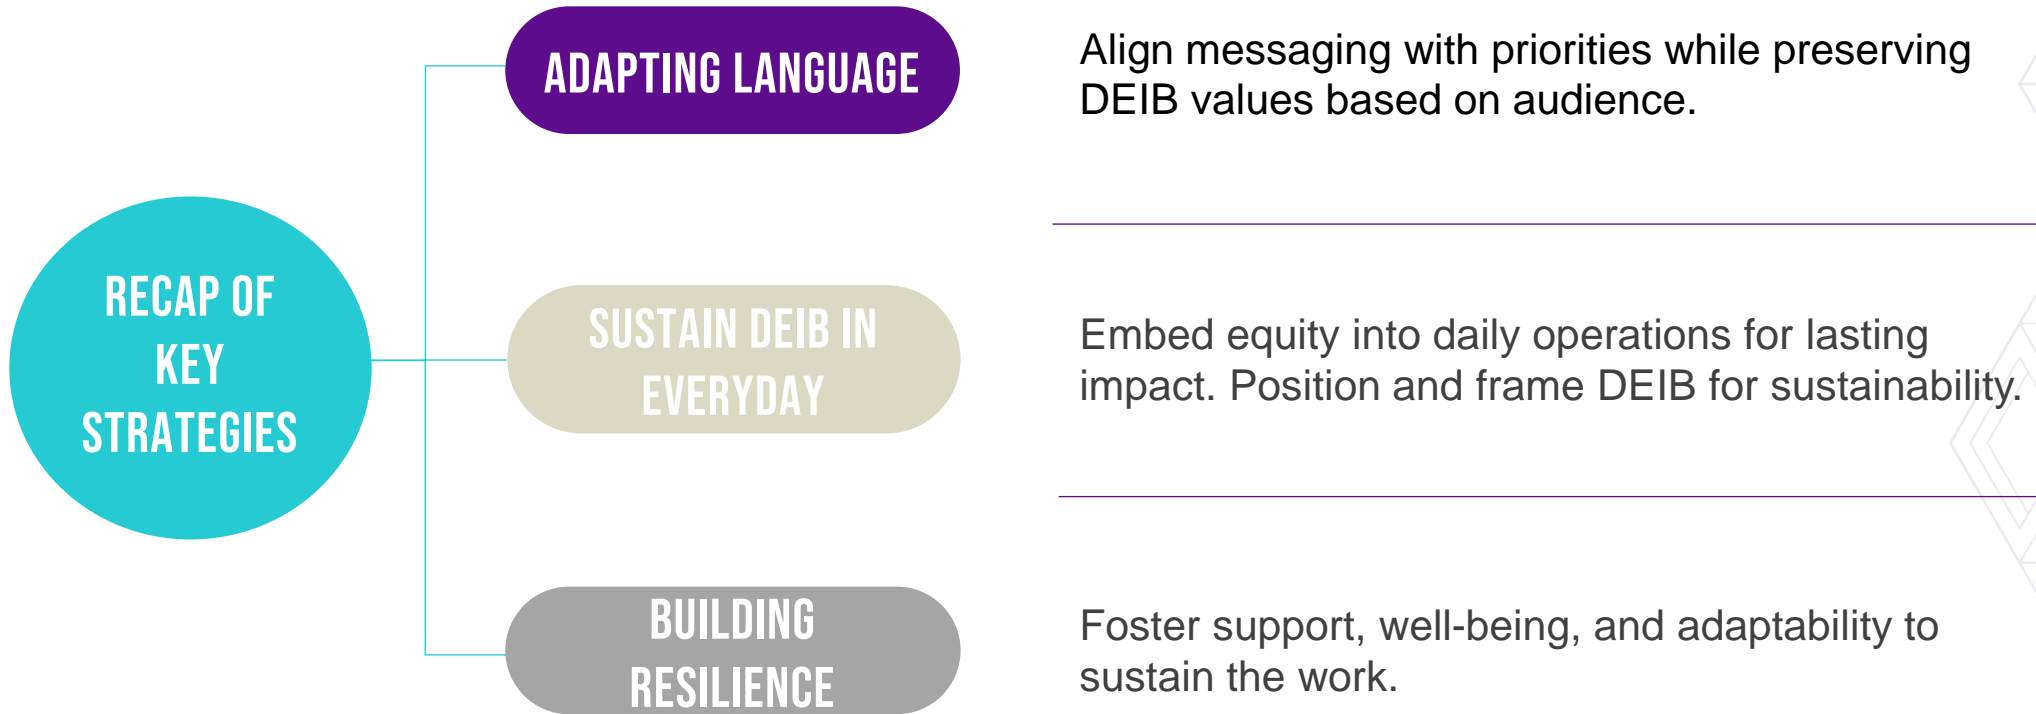 RECAP OF
KEY
STRATEGIES
ADAPTING LANGUAGE
Align messaging with priorities while preserving
DEIB values based on audience.
SUSTAIN DEIB IN
EVERYDAY
Embed equity into daily operations for lasting
impact. Position and frame DEIB for sustainability.
BUILDING
RESILIENCE
Foster support, well-being, and adaptability to
sustain the work.